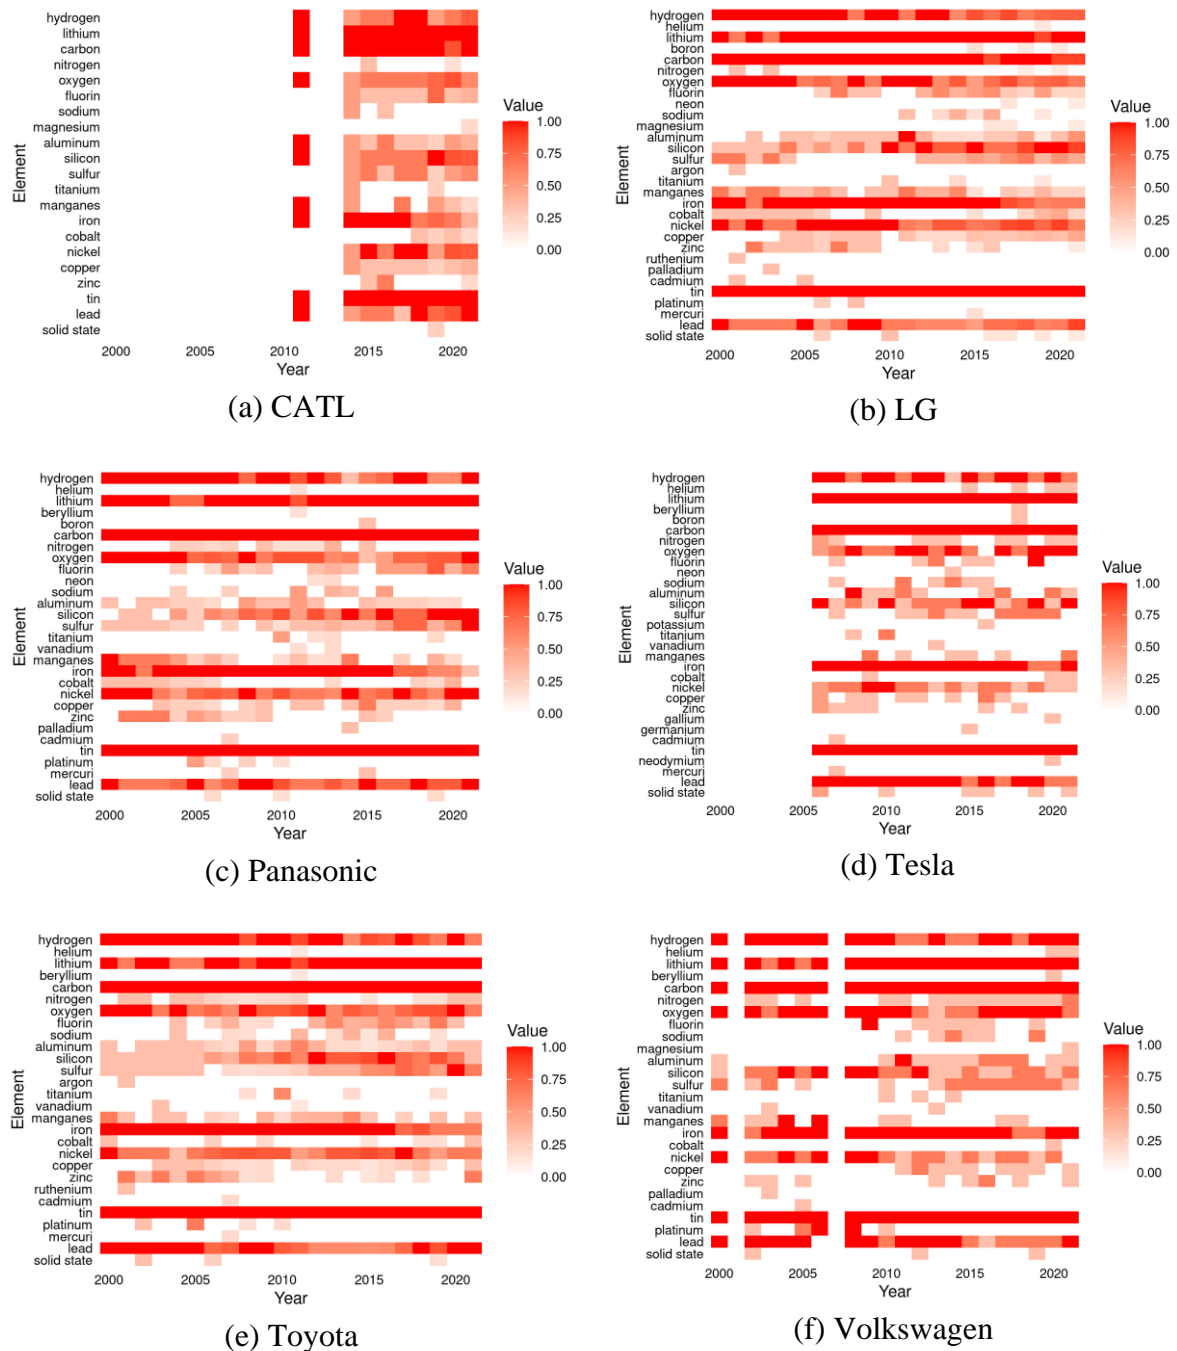 hydrogen
lithium
carbon
nitrogen
oxygen
fluorin
sodium
magnesium
aluminum
silicon
sulfur
titanium
manganes
iron
cobalt
nickel
copper
zinc
tin
lead
solid state
Element
2000 2005 2010 2015 2020
Year
Value
1.00
0.75
0.50
0.25
0.00
(a) CATL
hydrogen
helium
lithium
boron
carbon
nitrogen
oxygen
fluorin
neon
sodium
magnesium
aluminum
silicon
sulfur
argon
titanium
manganes
iron
cobalt
nickel
copper
zinc
ruthenium
palladium
cadmium
tin
platinum
mercuri
lead
solid state
Element
2000 2005 2010 2015 2020
Year
Value
1.00
0.75
0.50
0.25
0.00
(b) LG
hydrogen
helium
lithium
beryllium
boron
carbon
nitrogen
oxygen
fluorin
neon
sodium
aluminum
silicon
sulfur
titanium
vanadium
manganes
iron
cobalt
nickel
copper
zinc
palladium
cadmium
tin
platinum
mercuri
lead
solid state
Element
2000 2005 2010 2015 2020
Year
Value
1.00
0.75
0.50
0.25
0.00
(c) Panasonic
hydrogen
helium
lithium
beryllium
boron
carbon
nitrogen
oxygen
fluorin
neon
sodium
aluminum
silicon
sulfur
potassium
titanium
vanadium
manganes
iron
cobalt
nickel
copper
zinc
gallium
germanium
cadmium
tin
neodymium
mercuri
lead
solid state
Element
2000 2005 2010 2015 2020
Year
Value
1.00
0.75
0.50
0.25
0.00
(d) Tesla
hydrogen
helium
lithium
beryllium
carbon
nitrogen
oxygen
fluorin
sodium
aluminum
silicon
sulfur
argon
titanium
vanadium
manganes
iron
cobalt
nickel
copper
zinc
ruthenium
cadmium
tin
platinum
mercuri
lead
solid state
Element
2000 2005 2010 2015 2020
Year
Value
1.00
0.75
0.50
0.25
0.00
(e) Toyota
hydrogen
helium
lithium
beryllium
carbon
nitrogen
oxygen
fluorin
sodium
magnesium
aluminum
silicon
sulfur
titanium
vanadium
manganes
iron
cobalt
nickel
copper
zinc
palladium
cadmium
tin
platinum
lead
solid state
Element
2000 2005 2010 2015 2020
Year
Value
1.00
0.75
0.50
0.25
0.00
(f) Volkswagen